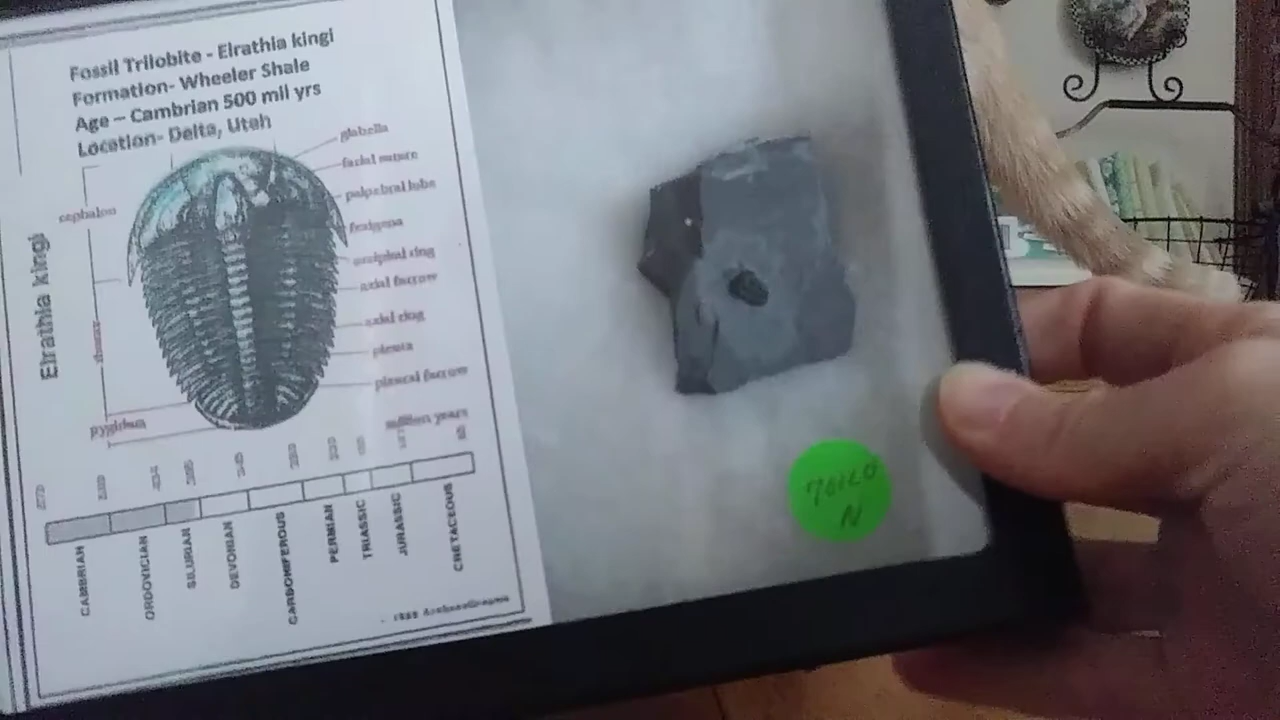 Fossil Trilobite - Elrathia kingi
Formation- Wheeler Shale
Age – Cambrian 500 mil yrs
Location- Delta, Utah
glabella
facial suture
palpebral lobe
cephalon
occipital ring
axial furrow
Elrathia kingi
axial ring
thorax
pleura
pleural furrow
pygidium
million years
CAMBRIAN
ORDOVICIAN
SILURIAN
DEVONIAN
CARBONIFEROUS
PERMIAN
TRIASSIC
JURASSIC
CRETACEOUS
N